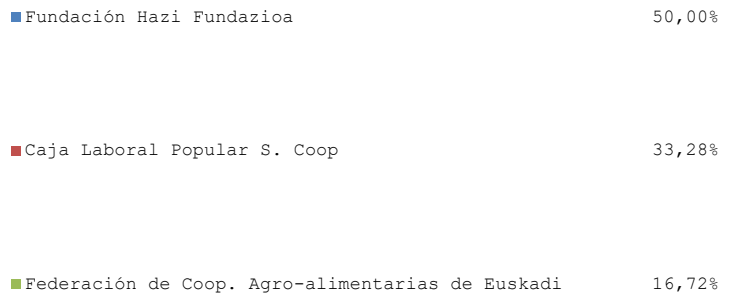 Fundación Hazi Fundazioa 50,00%
Caja Laboral Popular S. Coop 33,28%
Federación de Coop. Agro-alimentarias de Euskadi 16,72%